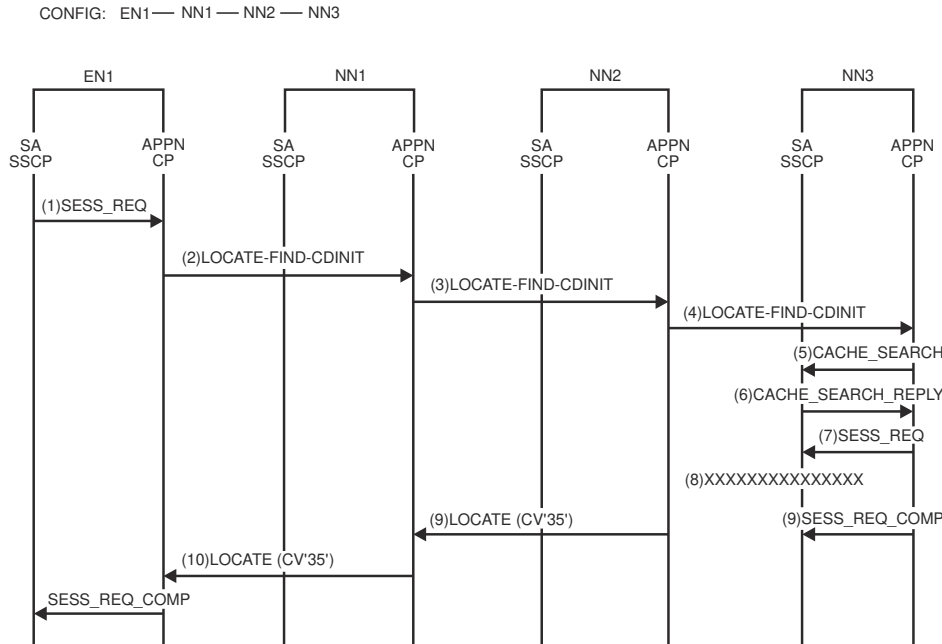 CONFIG: EN1 — NN1 — NN2 — NN3
EN1 NN1 NN2 NN3
SA SSCP
APPN CP
SA SSCP
APPN CP
SA SSCP
APPN CP
SA SSCP
APPN CP
(1)SESS_REQ
(2)LOCATE-FIND-CDINIT
(3)LOCATE-FIND-CDINIT
(4)LOCATE-FIND-CDINIT
(5)CACHE_SEARCH
(6)CACHE_SEARCH_REPLY
(7)SESS_REQ
(8)XXXXXXXXXXXXXXX
(9)LOCATE (CV'35') (9)SESS_REQ_COMP
(10)LOCATE (CV'35')
SESS_REQ_COMP